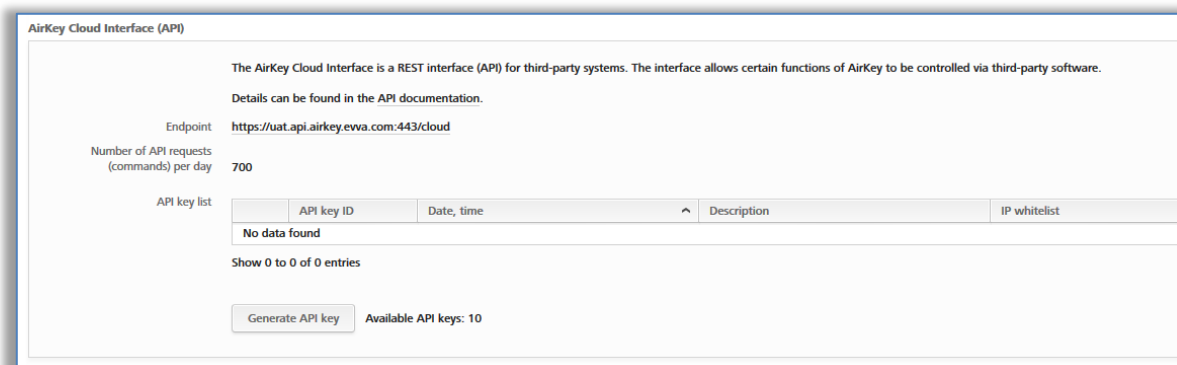 AirKey Cloud Interface (API)
The AirKey Cloud Interface is a REST interface (API) for third-party systems. The interface allows certain functions of AirKey to be controlled via third-party software.
Details can be found in the API documentation.
Endpoint https://uat.api.airkey.evva.com:443/cloud
Number of API requests
(commands) per day 700
API key list
API key ID Date, time Description IP whitelist
No data found
Show 0 to 0 of 0 entries
Generate API key Available API keys: 10